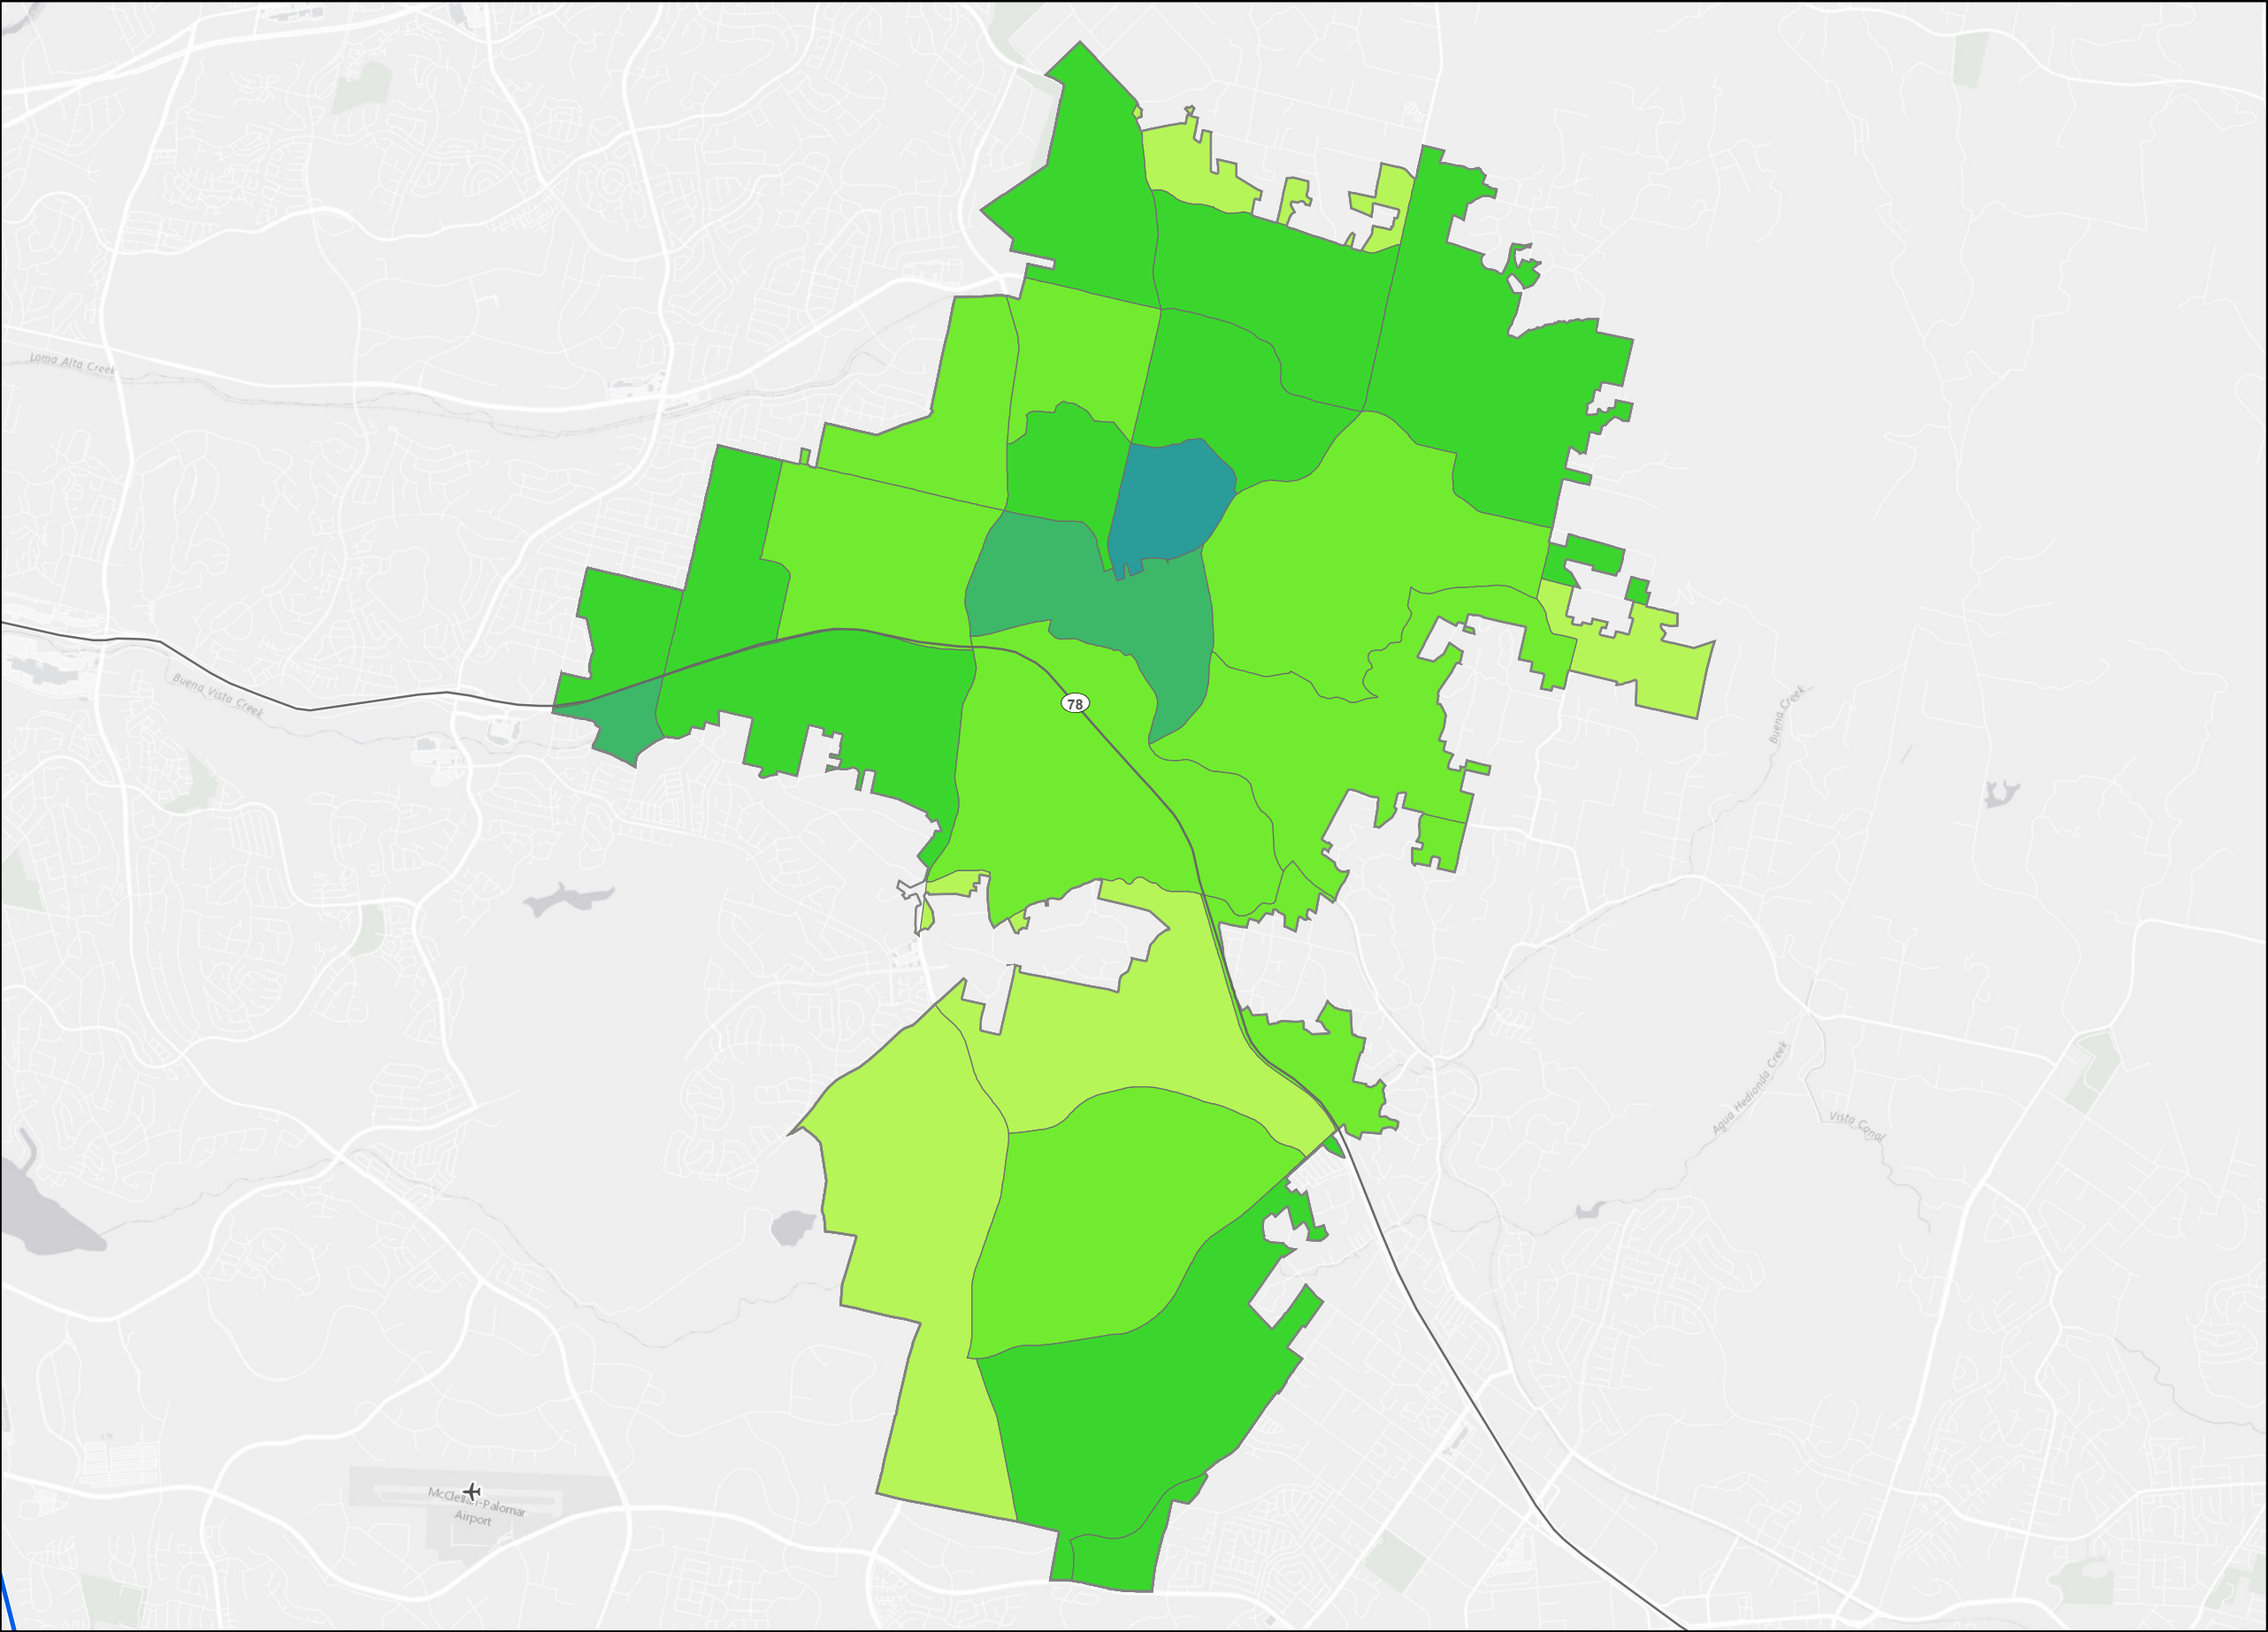 Loma Alta Creek
Buena Vista Creek
78
Buena Creek
Agua Hedionda Creek
Vista Canal
McClellan-Palomar
Airport